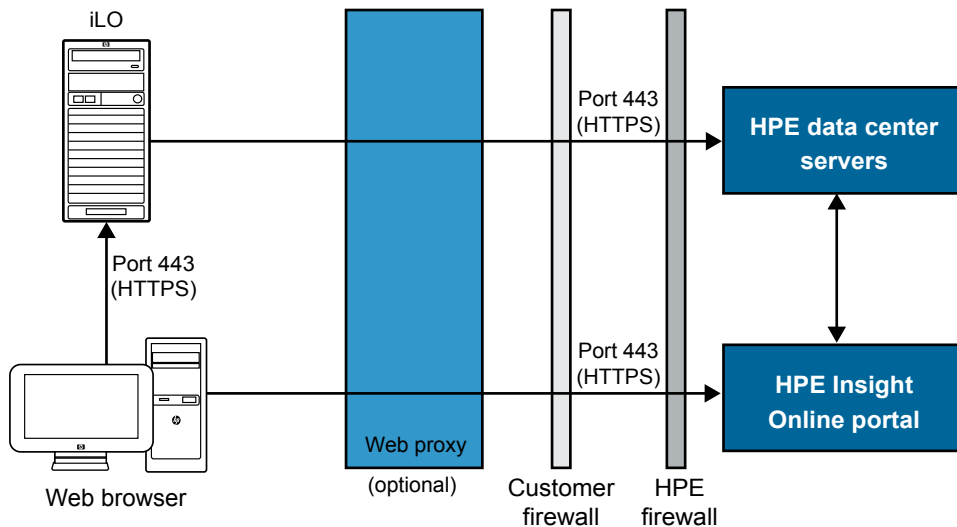 iLO
Port 443
(HTTPS)
HPE data center
servers
Port 443
(HTTPS)
Port 443
(HTTPS)
HPE Insight
Online portal
Web proxy
(optional)
Web browser
Customer
firewall
HPE
firewall